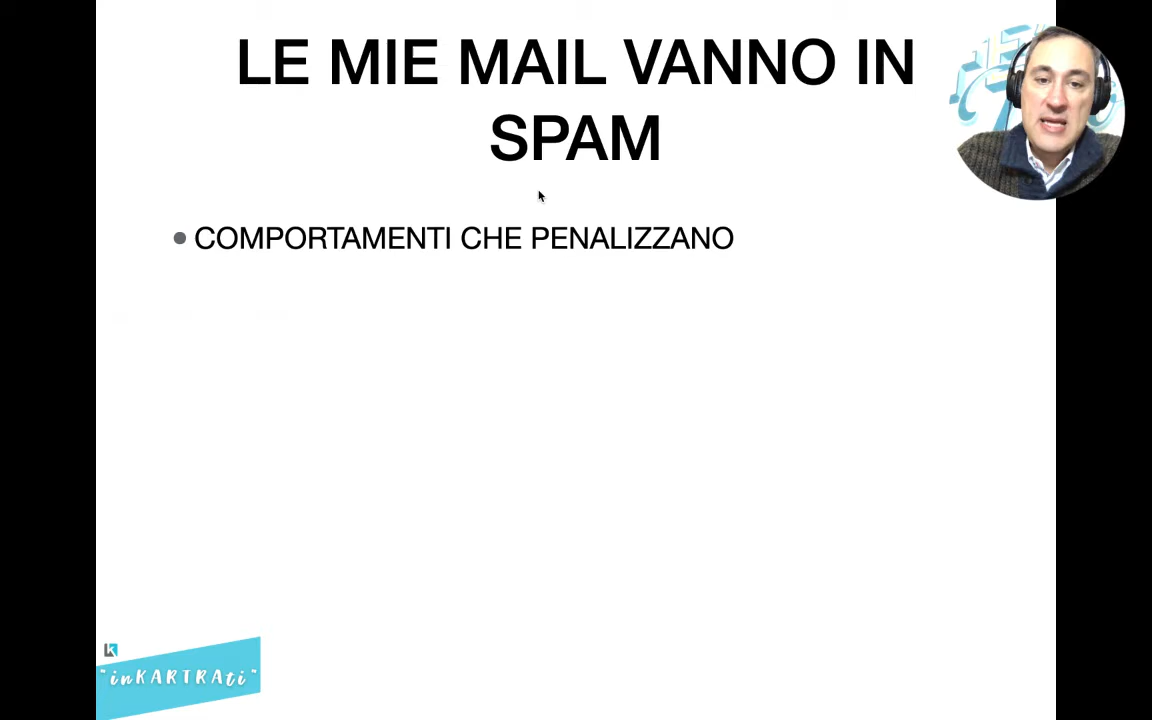 LE MIE MAIL VANNO IN
SPAM
COMPORTAMENTI CHE PENALIZZANO
"inKARTRAti"